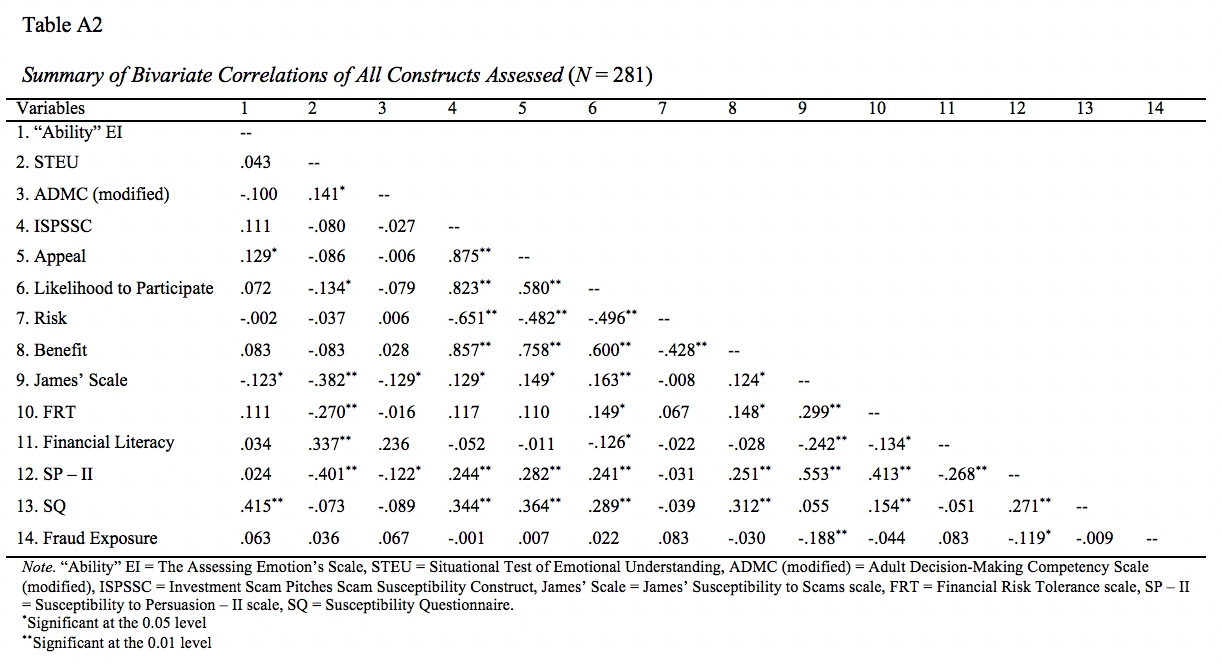 Table A2
Summary of Bivariate Correlations of All Constructs Assessed (N = 281)
Variables 1 2 3 4 5 6 7 8 9 10 11 12 13 14
1. “Ability” EI --
2. STEU .043 --
3. ADMC (modified) -.100 .141* --
4. ISPSSC .111 -.080 -.027 --
5. Appeal .129* -.086 -.006 .875** --
6. Likelihood to Participate .072 -.134* -.079 .823** .580** --
7. Risk -.002 -.037 .006 -.651** -.482** -.496** --
8. Benefit .083 -.083 .028 .857** .758** .600** -.428** --
9. James’ Scale -.123* -.382** -.129* .129* .149* .163** -.008 .124* --
10. FRT .111 -.270** -.016 .117 .110 .149* .067 .148* .299** --
11. Financial Literacy .034 .337** .236 -.052 -.011 -.126* -.022 -.028 -.242** -.134* --
12. SP – II .024 -.401** -.122* .244** .282** .241** -.031 .251** .553** .413** -.268** --
13. SQ .415** -.073 -.089 .344** .364** .289** -.039 .312** .055 .154** -.051 .271** --
14. Fraud Exposure .063 .036 .067 -.001 .007 .022 .083 -.030 -.188** -.044 .083 -.119* -.009 --
Note. “Ability” EI = The Assessing Emotion’s Scale, STEU = Situational Test of Emotional Understanding, ADMC (modified) = Adult Decision-Making Competency Scale
(modified), ISPSSC = Investment Scam Pitches Scam Susceptibility Construct, James’ Scale = James’ Susceptibility to Scams scale, FRT = Financial Risk Tolerance scale, SP – II
= Susceptibility to Persuasion – II scale, SQ = Susceptibility Questionnaire.
*Significant at the 0.05 level
**Significant at the 0.01 level